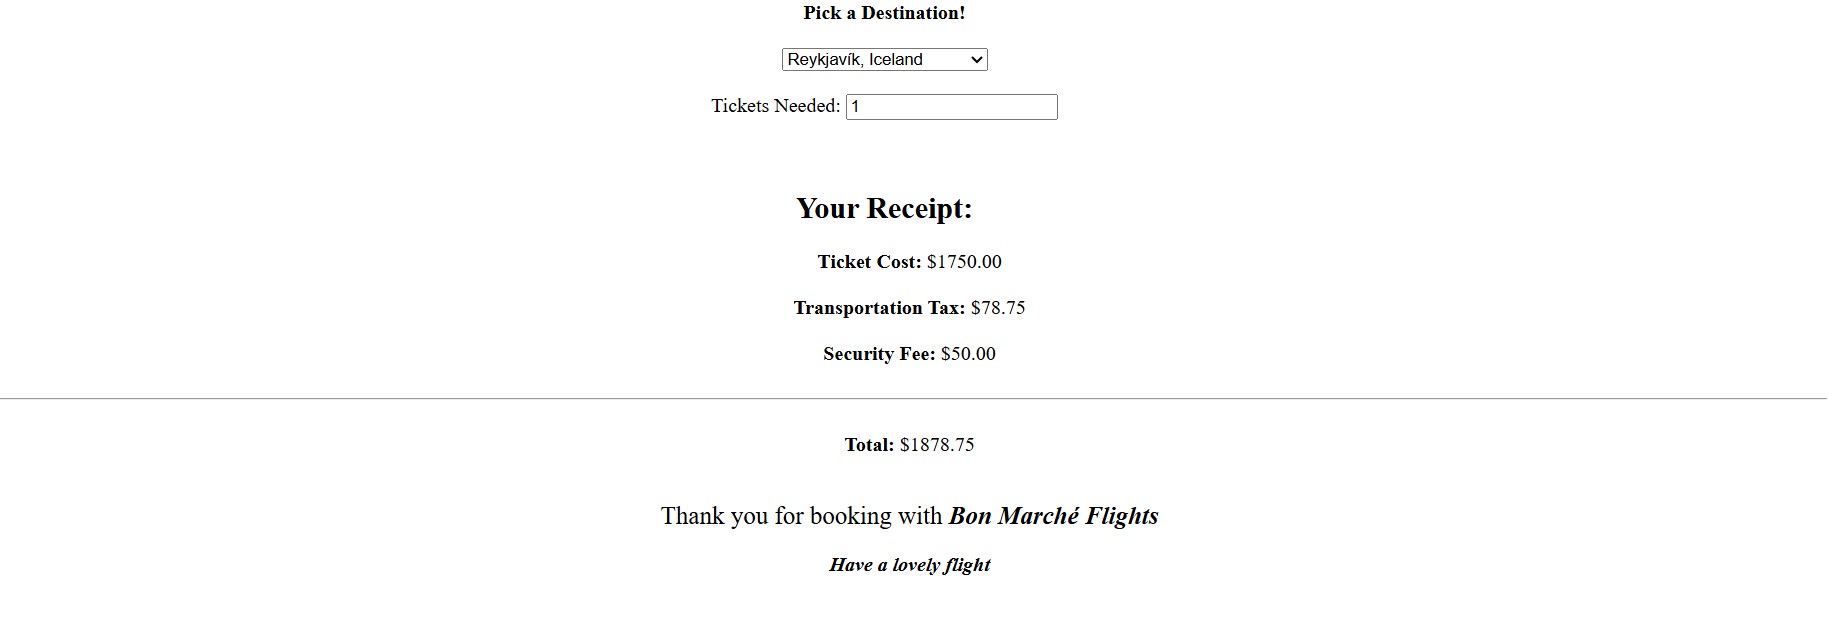 Pick a Destination!
Reykjavík, Iceland
Tickets Needed: 1
Your Receipt:
Ticket Cost: $1750.00
Transportation Tax: $78.75
Security Fee: $50.00
Total: $1878.75
Thank you for booking with Bon Marché Flights
Have a lovely flight